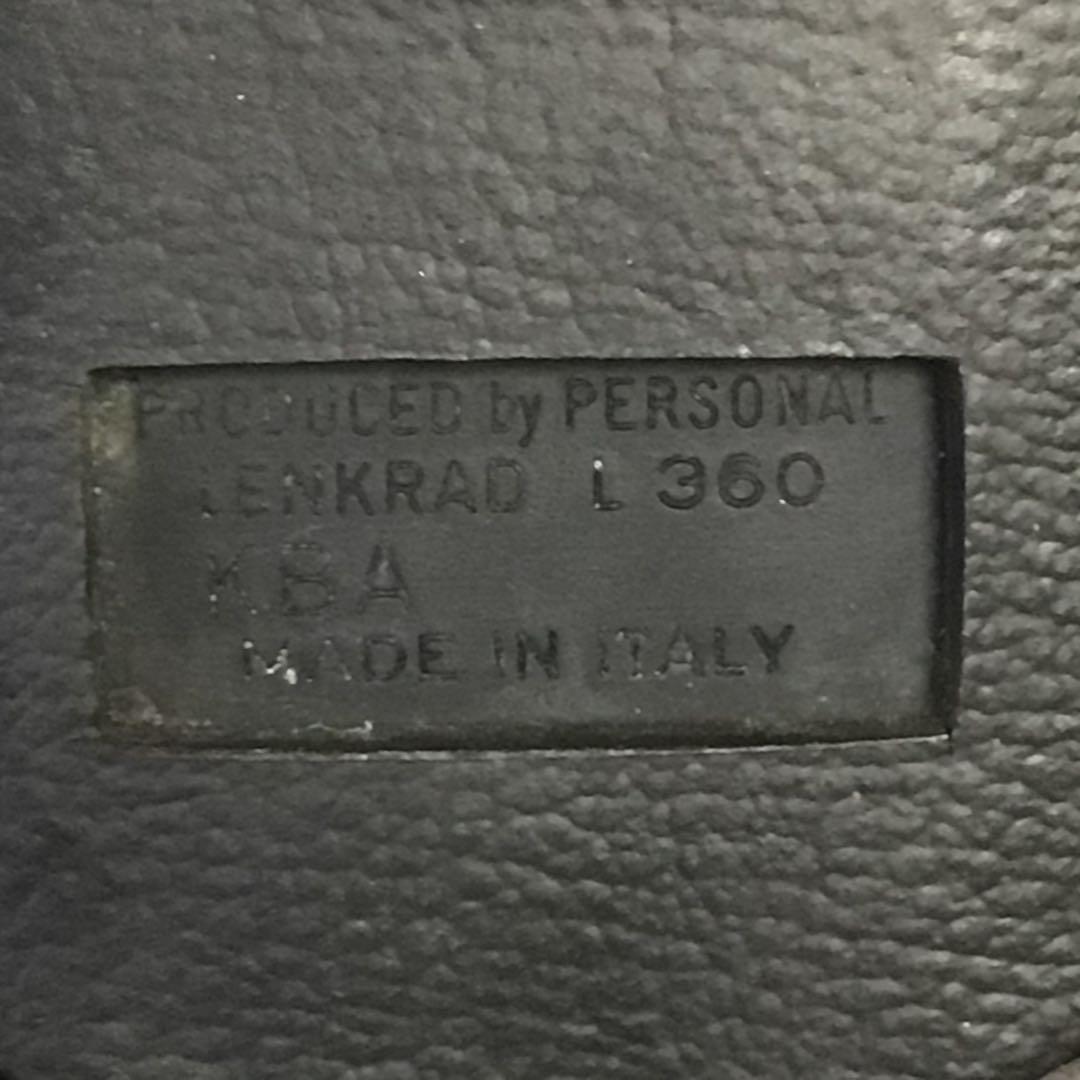 PRODUCED by PERSONAL
LENKRAD L 360
KBA
MADE IN ITALY